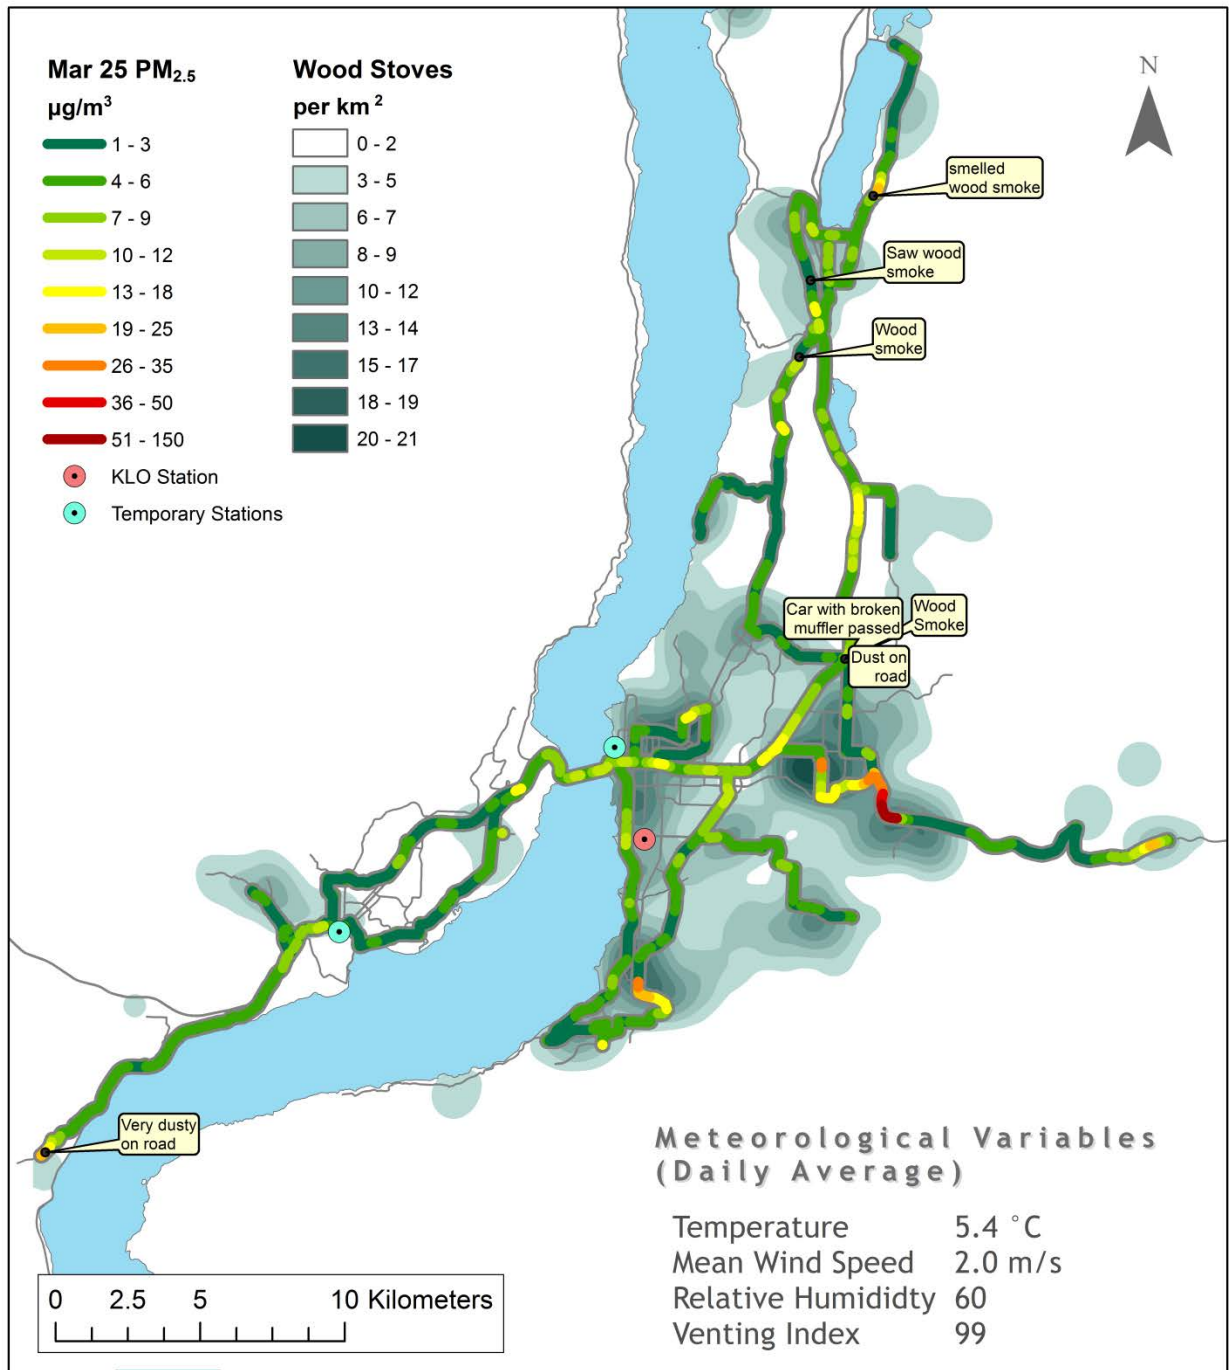 Mar 25 PM2.5
µg/m³
1 - 3
4 - 6
7 - 9
10 - 12
13 - 18
19 - 25
26 - 35
36 - 50
51 - 150
KLO Station
Temporary Stations
Wood Stoves
per km ²
0 - 2
3 - 5
6 - 7
8 - 9
10 - 12
13 - 14
15 - 17
18 - 19
20 - 21
N
smelled
wood smoke
Saw wood
smoke
Wood
smoke
Car with broken
muffler passed
Wood
Smoke
Dust on
road
Very dusty
on road
Meteorological Variables
(Daily Average)
Temperature 5.4 °C
Mean Wind Speed 2.0 m/s
Relative Humididty 60
Venting Index 99
0 2.5 5 10 Kilometers